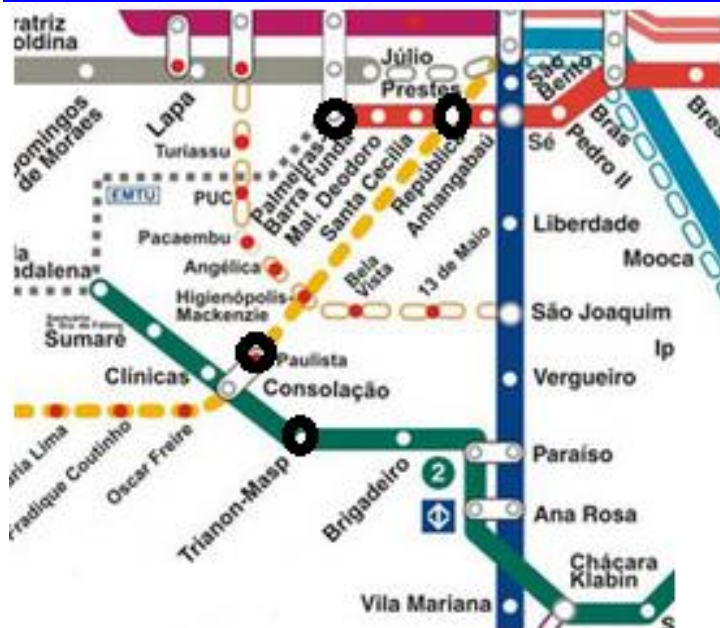 ratriz
oldina
Júlio
Prestes
São
Bento
omingos
de Moraes
Lapa
Turiassu
Palmeiras-
Barra Funda
Mal. Deodoro
Santa Cecília
República
Anhangabaú
Sé
Pedro II
Brás
Bre
EMTU
PUC
Pacaembu
Liberdade
Mooca
la
adalena
Angélica
Higienópolis-
Mackenzie
Bela
Vista
13 de Maio
São Joaquim
Ip
Sumaré
Clínicas
Paulista
Consolação
Vergueiro
ria Lima
rradique Coutinho
Oscar Freire
Trianon-Masp
Brigadeiro
2
Paraíso
Ana Rosa
Chácara
Klabin
Vila Mariana
S